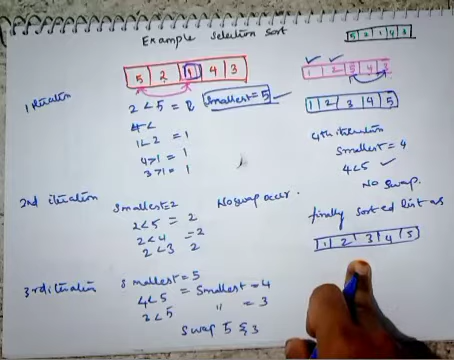 Example selection sort
5 2 1 4 3
5 2 1 4 3
1 iteration
2 < 5 = 2
smallest = 5
4 <
1 < 2 = 1
4 > 1 = 1
3 > 1 = 1
2nd iteration
smallest = 2
No swap occur.
2 < 5 = 2
2 < 4 = 2
2 < 3 2
3rd iteration
smallest = 5
4 < 5 = smallest = 4
3 < 5 " = 3
swap 5 & 3
1 2 5 4 3
1 2 3 4 5
4th iteration
smallest = 4
4 < 5 ✓
No swap.
finally sorted list as
1 2 3 4 5